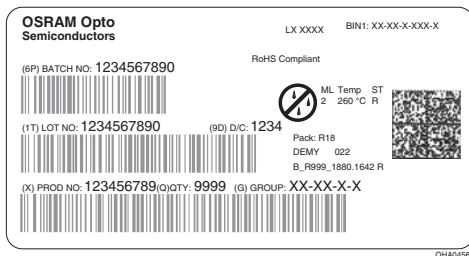 OSRAM Opto
Semiconductors
LX XXXX
BIN1: XX-XX-X-XXX-X
RoHS Compliant
(6P) BATCH NO: 1234567890
ML Temp ST
2 260 °C R
(1T) LOT NO: 1234567890 (9D) D/C: 1234
Pack: R18
DEMY 022
B_R999_1880.1642 R
(X) PROD NO: 123456789(Q)QTY: 9999 (G) GROUP: XX-XX-X-X
OHA04563